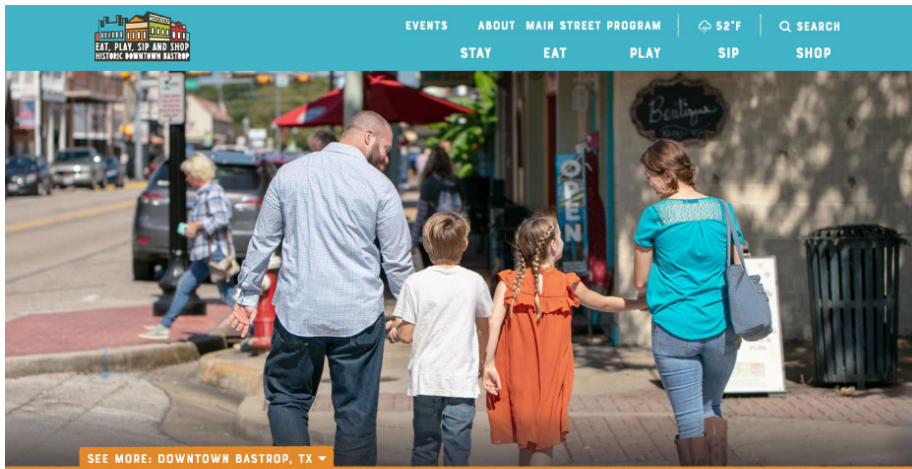 EAT, PLAY, SIP AND SHOP
HISTORIC DOWNTOWN BASTROP
EVENTS ABOUT MAIN STREET PROGRAM 52°F SEARCH
STAY EAT PLAY SIP SHOP
Boutique
OPEN
SEE MORE: DOWNTOWN BASTROP, TX